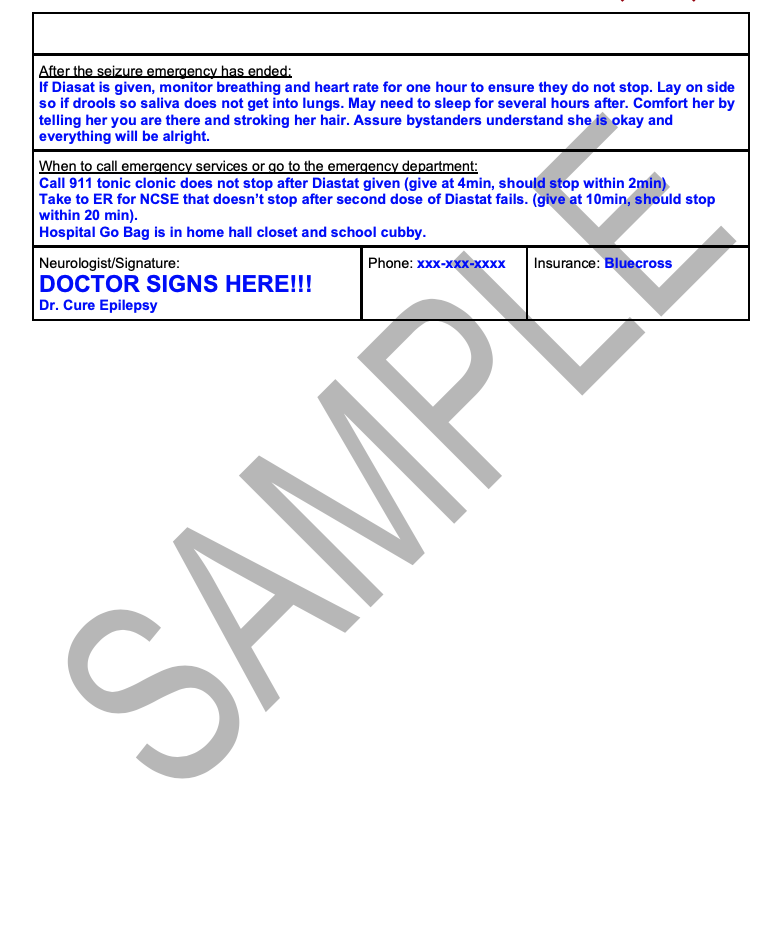 After the seizure emergency has ended:
If Diasat is given, monitor breathing and heart rate for one hour to ensure they do not stop. Lay on side
so if drools so saliva does not get into lungs. May need to sleep for several hours after. Comfort her by
telling her you are there and stroking her hair. Assure bystanders understand she is okay and
everything will be alright.
When to call emergency services or go to the emergency department:
Call 911 tonic clonic does not stop after Diastat given (give at 4min, should stop within 2min)
Take to ER for NCSE that doesn't stop after second dose of Diastat fails. (give at 10min, should stop
within 20 min).
Hospital Go Bag is in home hall closet and school cubby.
Neurologist/Signature:
DOCTOR SIGNS HERE!!!
Dr. Cure Epilepsy
Phone: xxx-xxx-xxxx
Insurance: Bluecross
SAMPLE